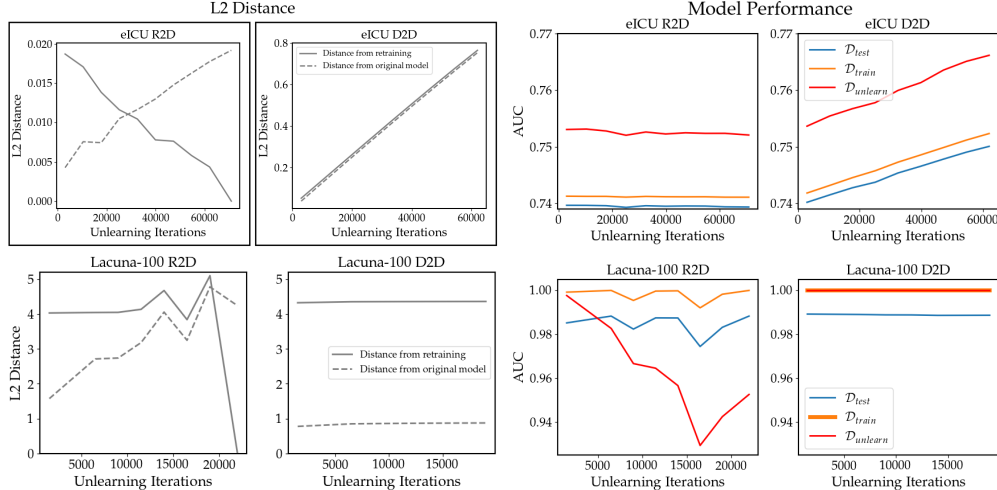 L2 Distance
Model Performance
eICU R2D
0.020
0.015
0.010
0.005
0.000
L2 Distance
0
20000
40000
60000
Unlearning Iterations
eICU D2D
Distance from retraining
Distance from original model
0.8
0.6
0.4
0.2
L2 Distance
0
20000
40000
60000
Unlearning Iterations
eICU R2D
0.77
0.76
0.75
0.74
AUC
0
20000
40000
60000
Unlearning Iterations
eICU D2D
𝒟test
𝒟train
𝒟unlearn
0.77
0.76
0.75
0.74
0
20000
40000
60000
Unlearning Iterations
Lacuna-100 R2D
5
4
3
2
1
0
L2 Distance
5000
10000
15000
20000
Unlearning Iterations
Lacuna-100 D2D
5
4
3
2
1
0
Distance from retraining
Distance from original model
5000
10000
15000
Unlearning Iterations
Lacuna-100 R2D
1.00
0.98
0.96
0.94
AUC
5000
10000
15000
20000
Unlearning Iterations
Lacuna-100 D2D
1.00
0.98
0.96
0.94
𝒟test
𝒟train
𝒟unlearn
5000
10000
15000
Unlearning Iterations